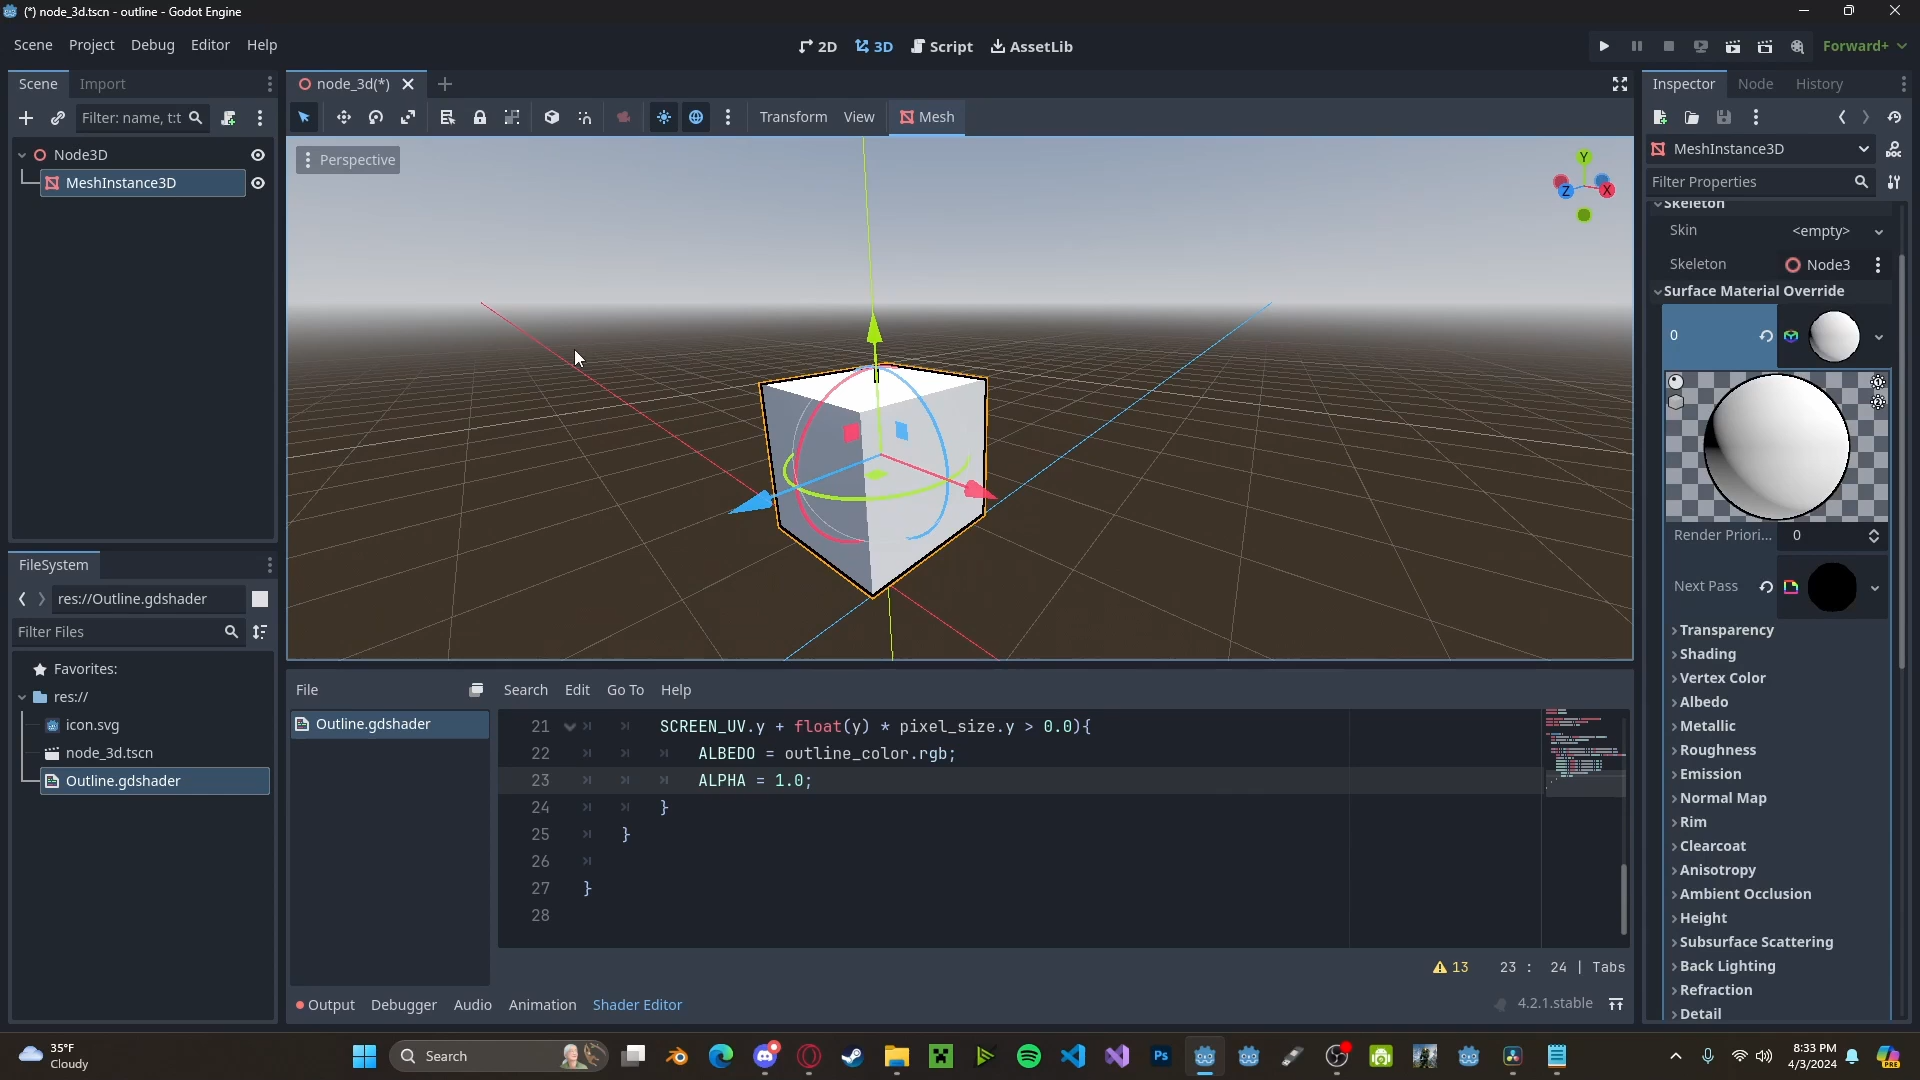 (*) node_3d.tscn - outline - Godot Engine
Scene Project Debug Editor Help
2D 3D Script AssetLib
Forward+
Scene Import
node_3d(*)
Inspector Node History
Filter: name, t:t
Transform View Mesh
Node3D
MeshInstance3D
Perspective
Y
Z
X
MeshInstance3D
Filter Properties
Skeleton
Skin <empty>
Skeleton Node3
Surface Material Override
0
Render Priori... 0
Next Pass
Transparency
Shading
Vertex Color
Albedo
Metallic
Roughness
Emission
Normal Map
Rim
Clearcoat
Anisotropy
Ambient Occlusion
Height
Subsurface Scattering
Back Lighting
Refraction
Detail
FileSystem
res://Outline.gdshader
Filter Files
Favorites:
res://
icon.svg
node_3d.tscn
Outline.gdshader
File Search Edit Go To Help
Outline.gdshader
21 SCREEN_UV.y + float(y) * pixel_size.y > 0.0){
22 ALBEDO = outline_color.rgb;
23 ALPHA = 1.0;
24 }
25 }
26
27 }
28
13 23 : 24 | Tabs
Output Debugger Audio Animation Shader Editor
4.2.1.stable
35°F
Cloudy
Search
Ps
8:33 PM
4/3/2024
PRE